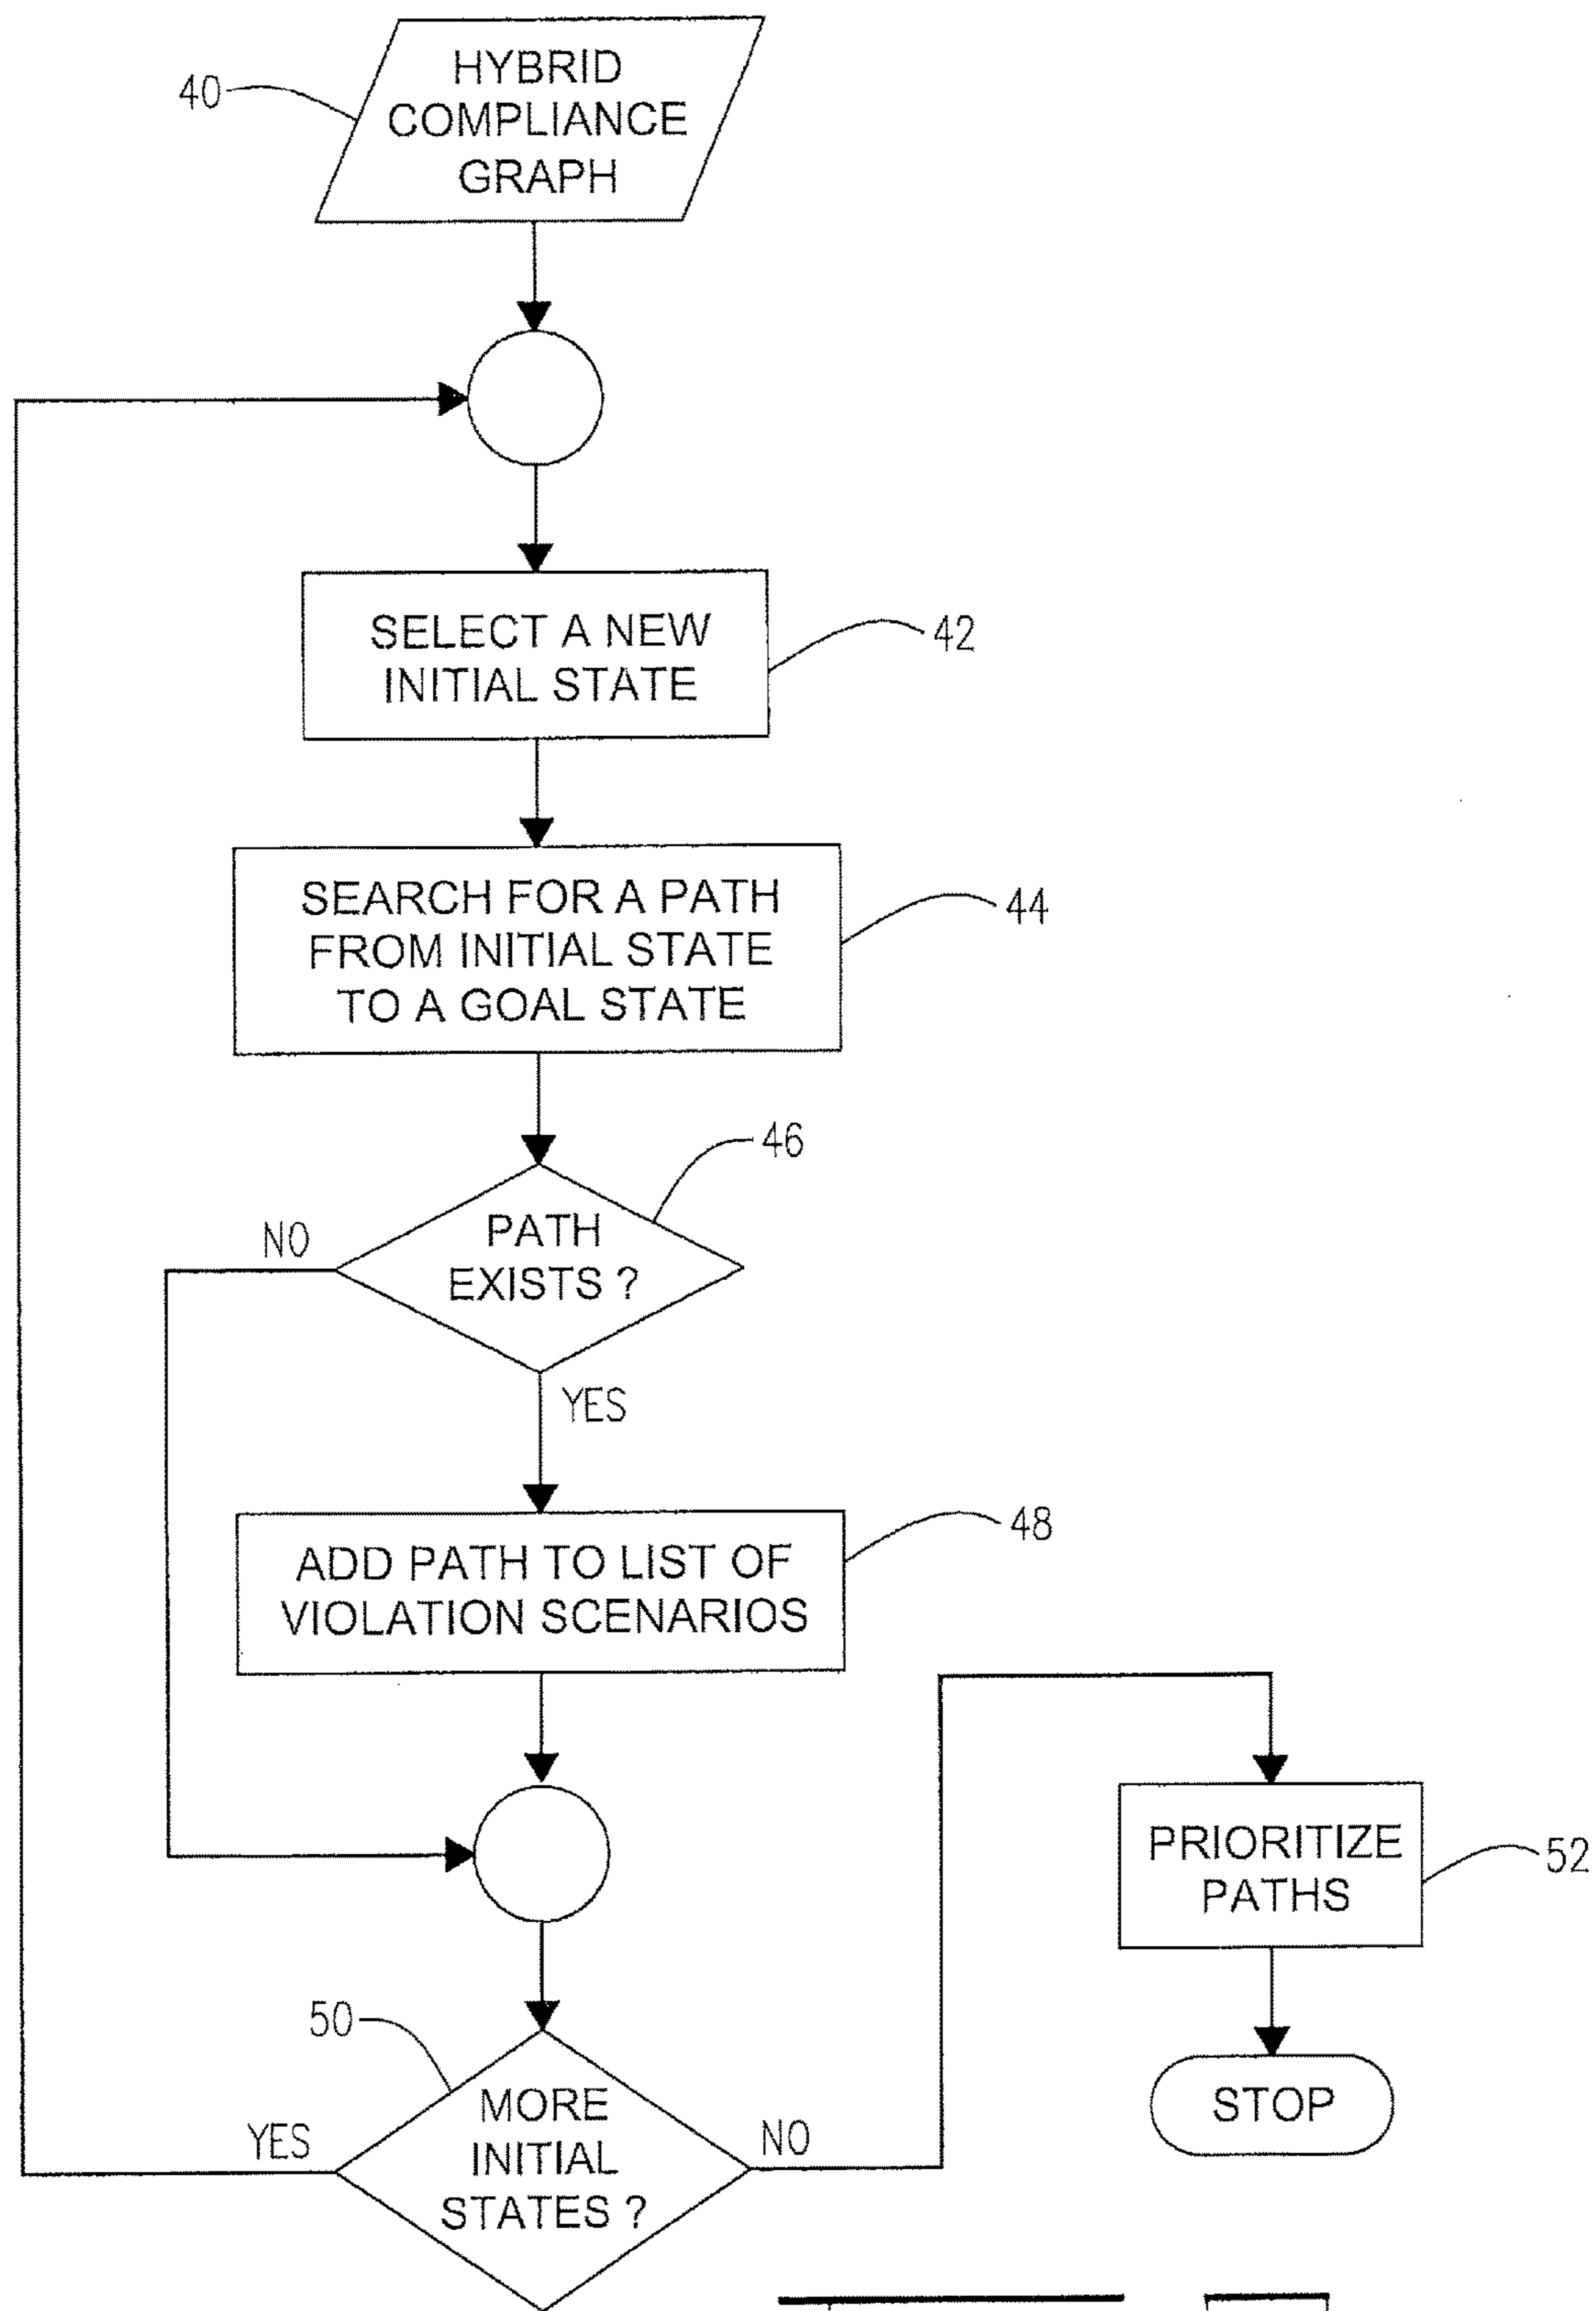 HYBRID
COMPLIANCE
GRAPH
40
SELECT A NEW
INITIAL STATE
42
SEARCH FOR A PATH
FROM INITIAL STATE
TO A GOAL STATE
44
46
PATH
EXISTS ?
NO
YES
ADD PATH TO LIST OF
VIOLATION SCENARIOS
48
PRIORITIZE
PATHS
52
50
MORE
INITIAL
STATES ?
YES
NO
STOP